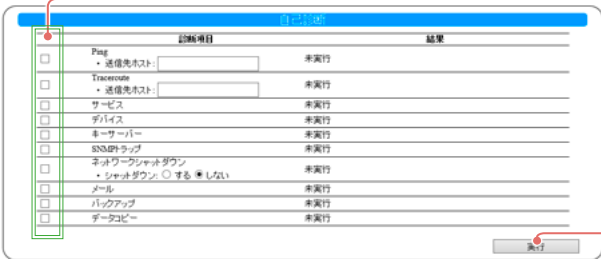 自己診断
診断項目 結果
Ping
・ 送信先ホスト: 未実行
Traceroute
・ 送信先ホスト: 未実行
サービス 未実行
デバイス 未実行
キーサーバー 未実行
SNMPトラップ 未実行
ネットワークシャットダウン
・ シャットダウン: する しない 未実行
メール 未実行
バックアップ 未実行
データコピー 未実行
実行